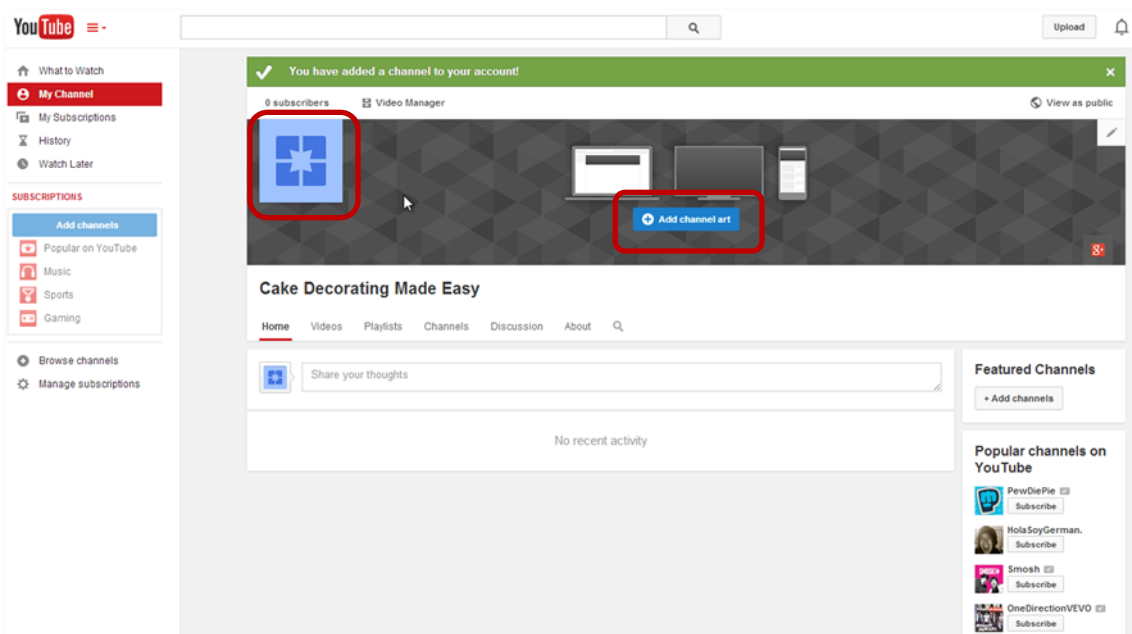 YouTube
Upload
What to Watch
My Channel
My Subscriptions
History
Watch Later
SUBSCRIPTIONS
Add channels
Popular on YouTube
Music
Sports
Gaming
Browse channels
Manage subscriptions
You have added a channel to your account!
0 subscribers Video Manager View as public
Add channel art
8+
Cake Decorating Made Easy
Home Videos Playlists Channels Discussion About
Share your thoughts
No recent activity
Featured Channels
+ Add channels
Popular channels on
YouTube
PewDiePie
Subscribe
HolaSoyGerman.
Subscribe
Smosh
Subscribe
OneDirectionVEVO
Subscribe